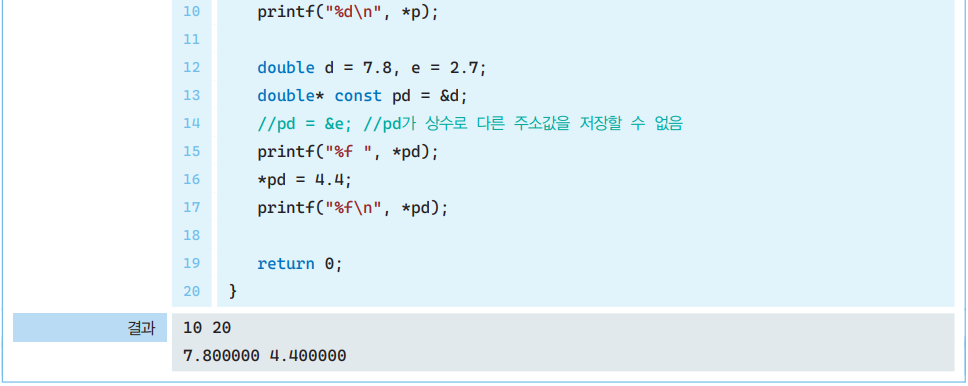 10 printf("%d\n", *p);
11
12 double d = 7.8, e = 2.7;
13 double* const pd = &d;
14 //pd = &e; //pd가 상수로 다른 주소값을 저장할 수 없음
15 printf("%f ", *pd);
16 *pd = 4.4;
17 printf("%f\n", *pd);
18
19 return 0;
20 }
결과 10 20
7.800000 4.400000